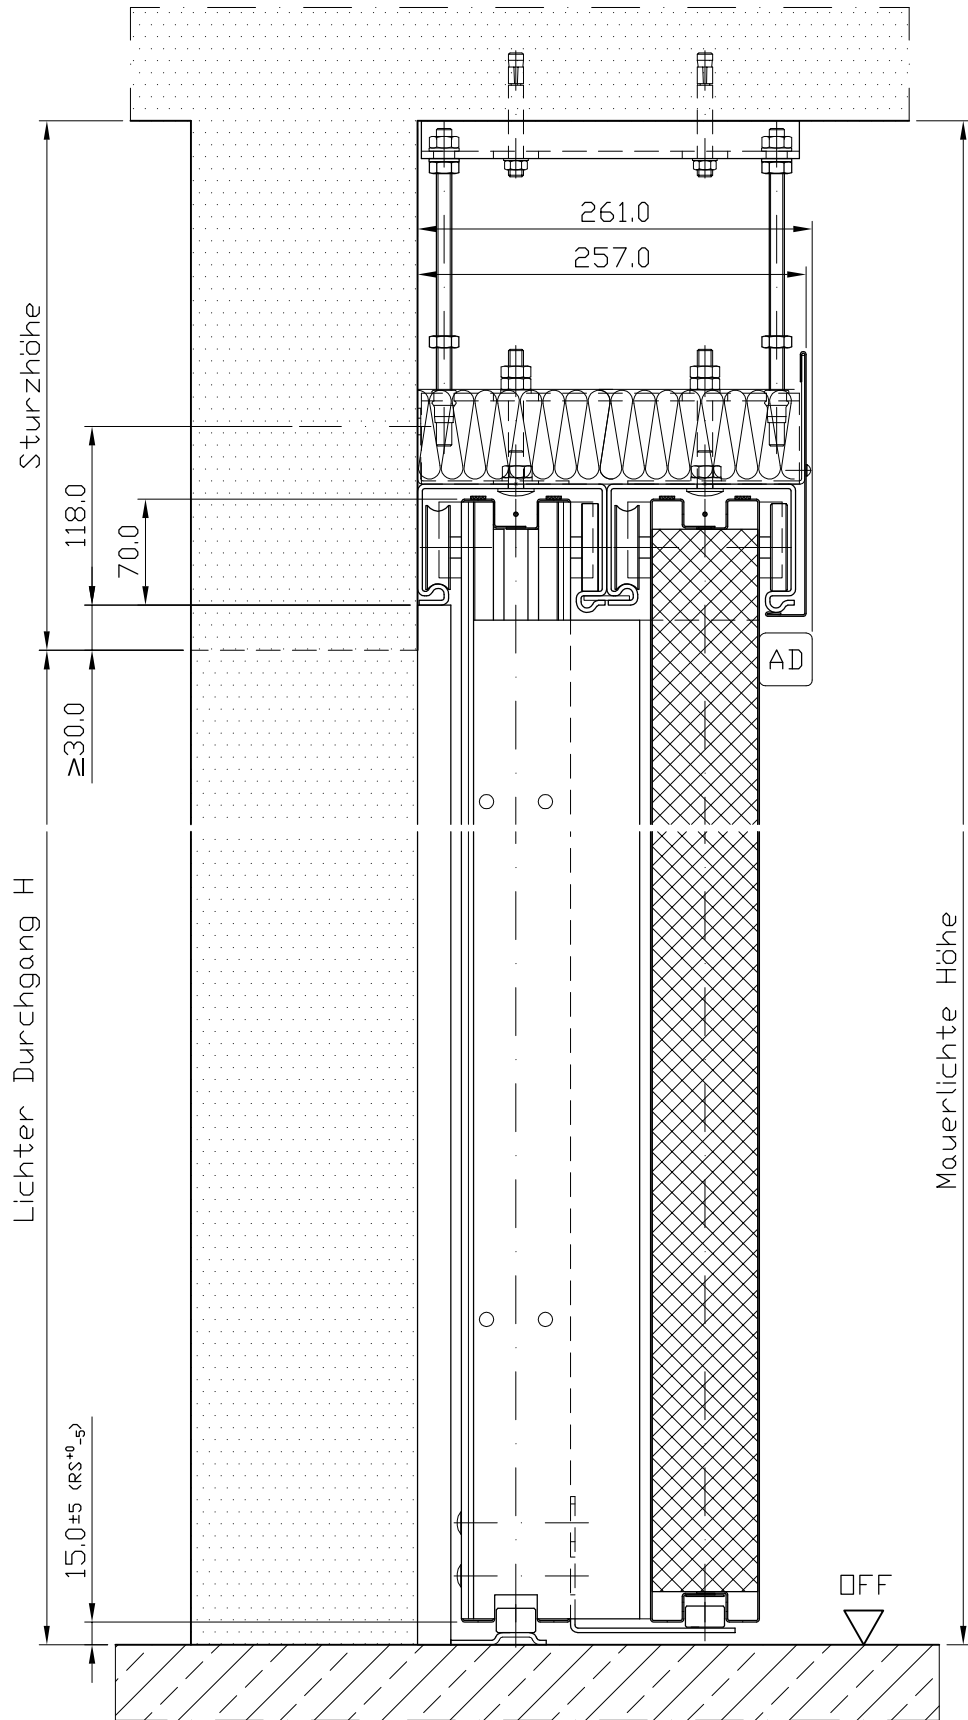 261.0
257.0
Sturzhöhe
118.0
70.0
AD
≥30.0
Lichter Durchgang H
Mauerlichte Höhe
15.0±5 (RS⁺⁰₋₅)
OFF